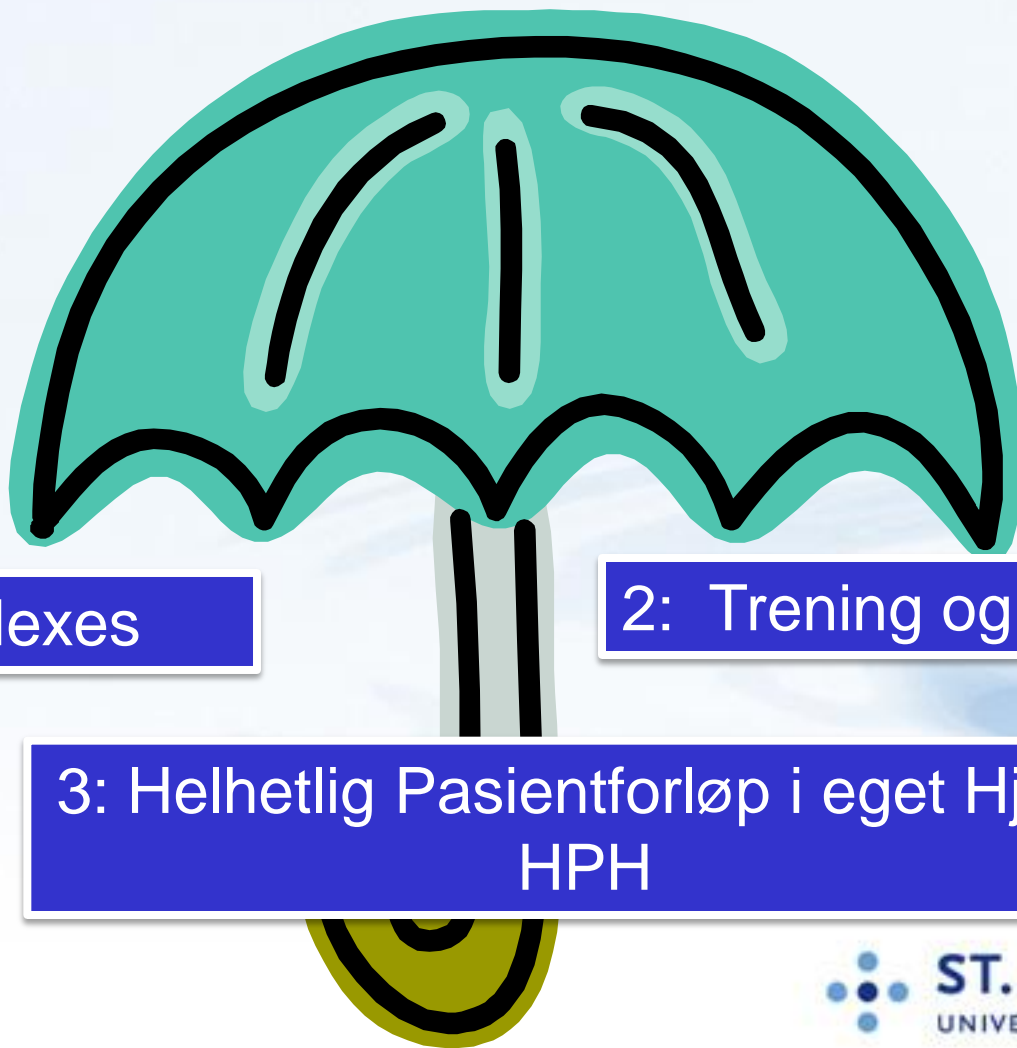 lexes
2: Trening og
3: Helhetlig Pasientforløp i eget Hj
HPH
ST.
UNIVE